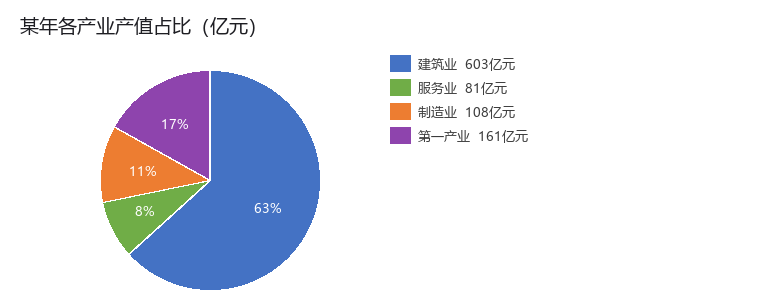 某年各产业产值占比（亿元）
建筑业 603亿元
服务业 81亿元
制造业 108亿元
第一产业 161亿元
17%
11%
8%
63%